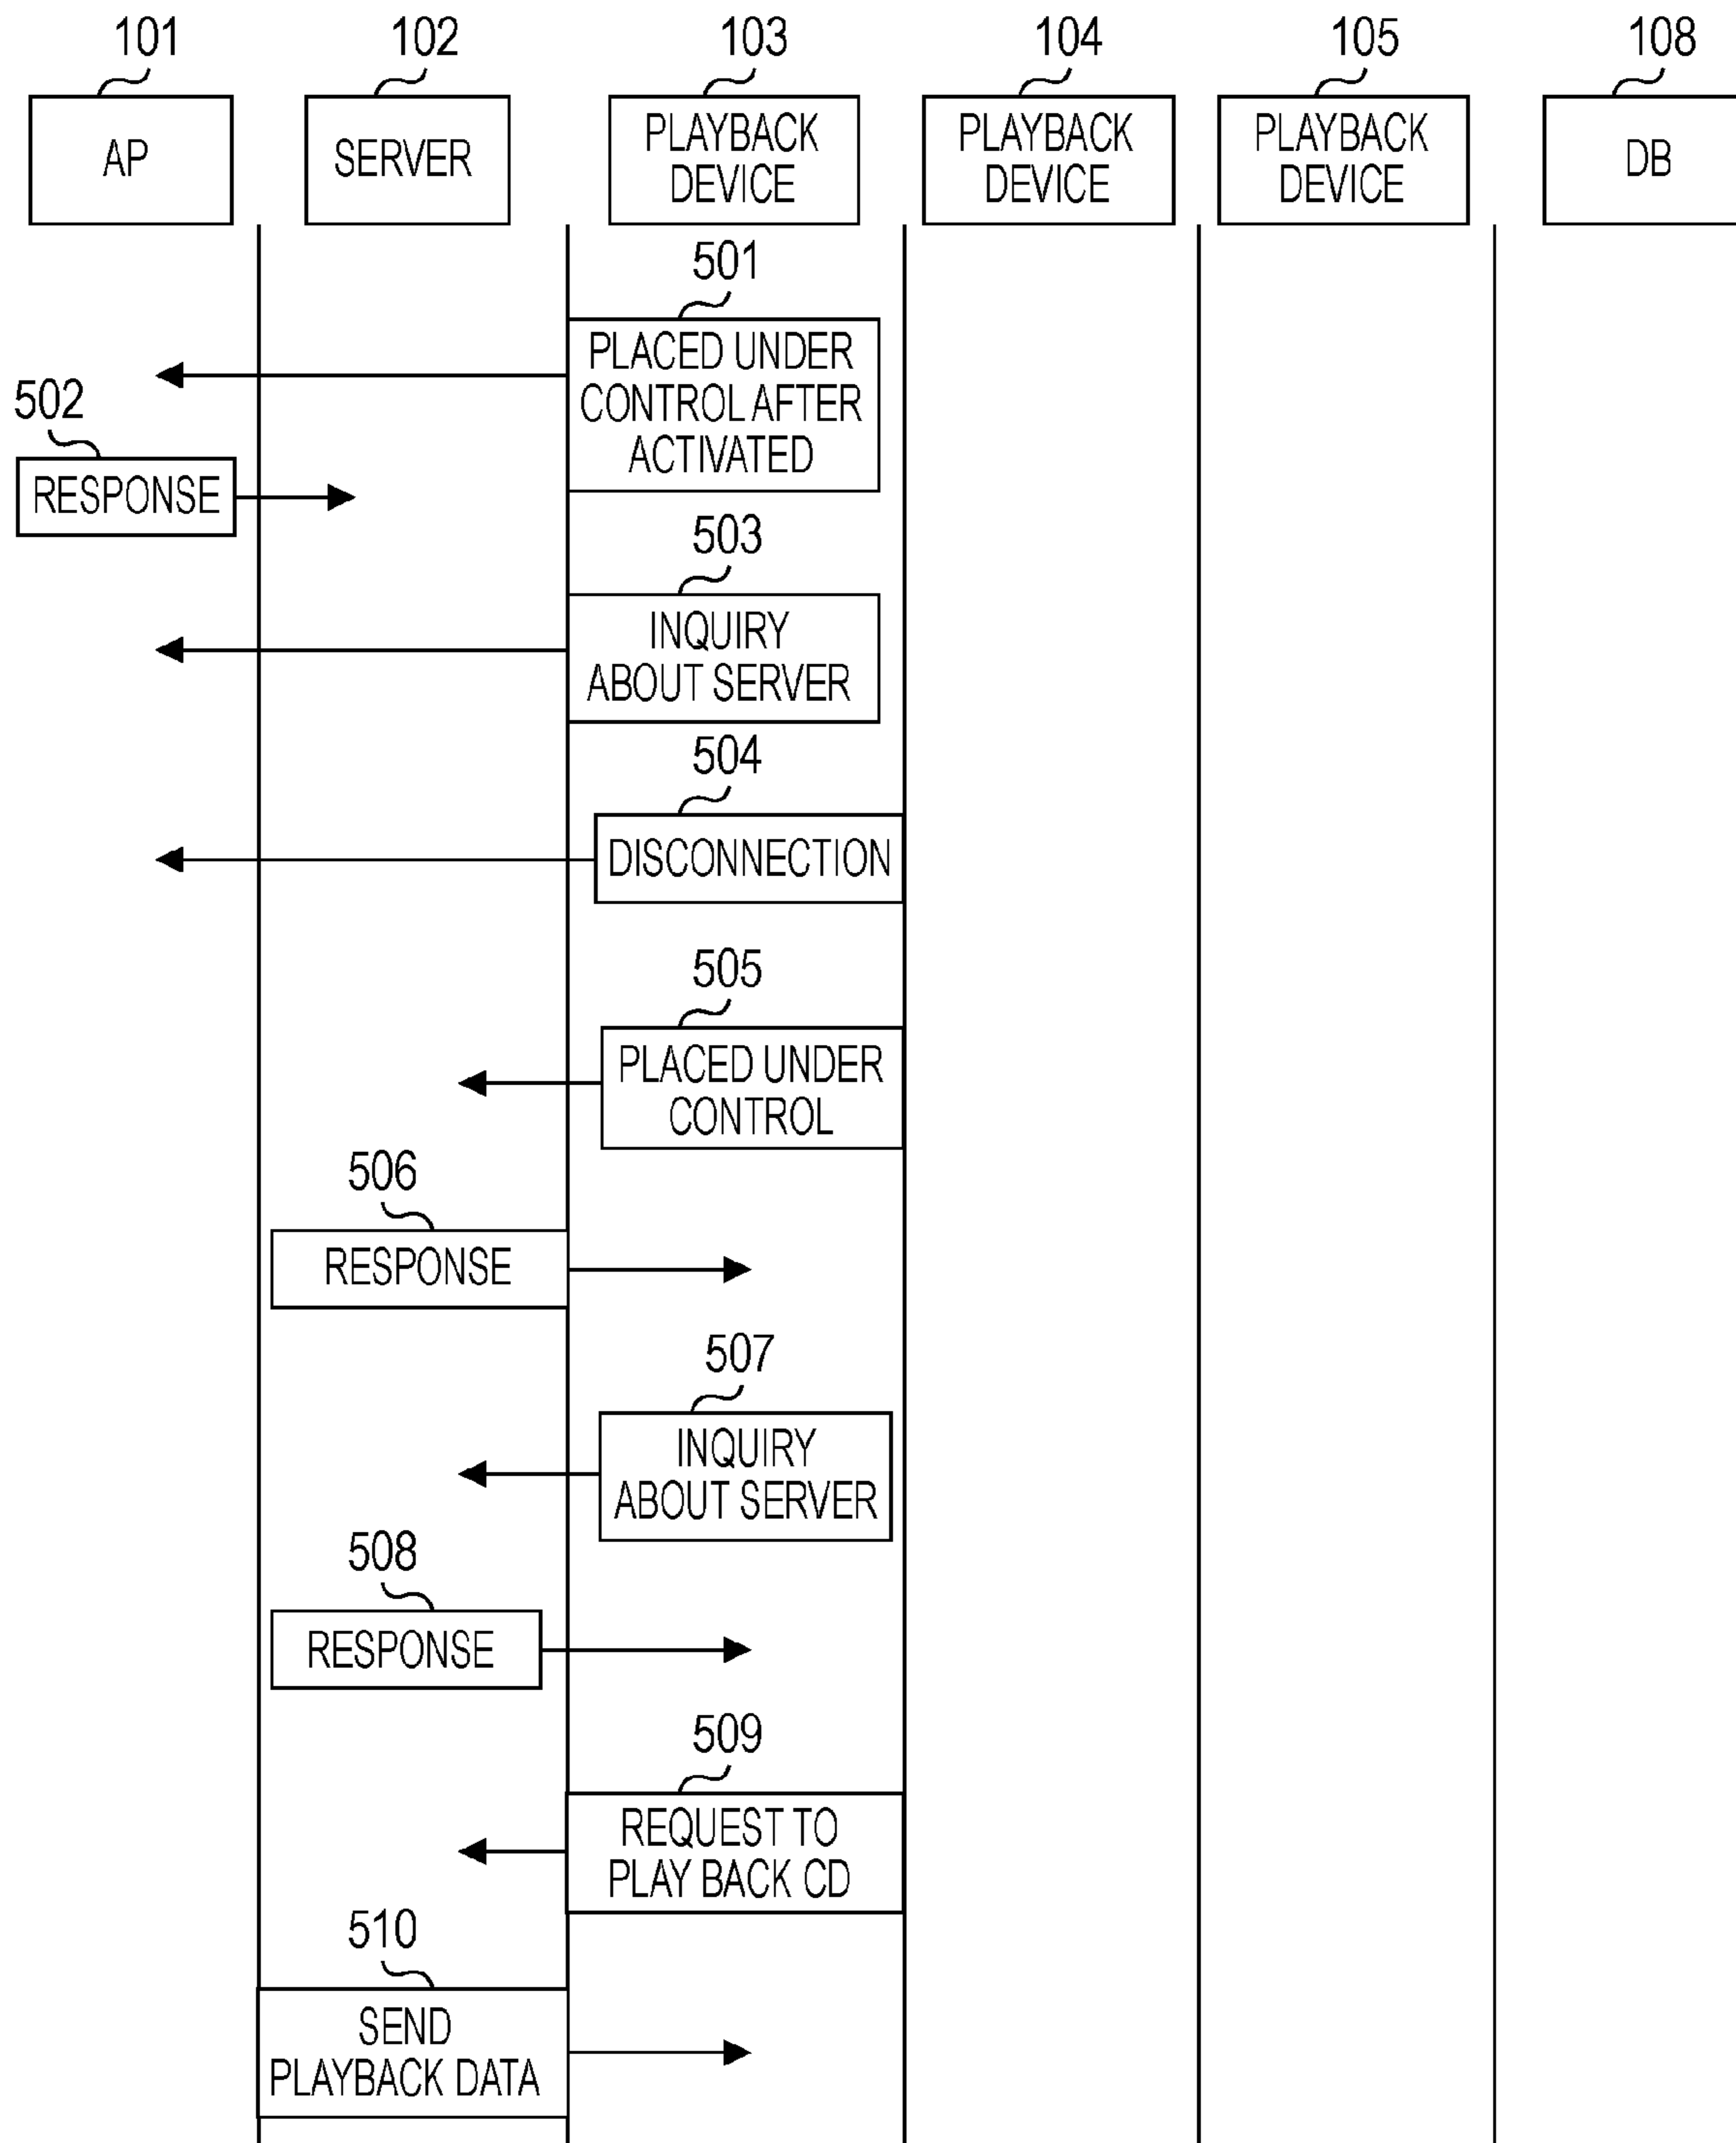 101
102
103
104
105
108
AP
SERVER
PLAYBACK
DEVICE
PLAYBACK
DEVICE
PLAYBACK
DEVICE
DB
501
PLACED UNDER
CONTROL AFTER
ACTIVATED
502
RESPONSE
503
INQUIRY
ABOUT SERVER
504
DISCONNECTION
505
PLACED UNDER
CONTROL
506
RESPONSE
507
INQUIRY
ABOUT SERVER
508
RESPONSE
509
REQUEST TO
PLAY BACK CD
510
SEND
PLAYBACK DATA